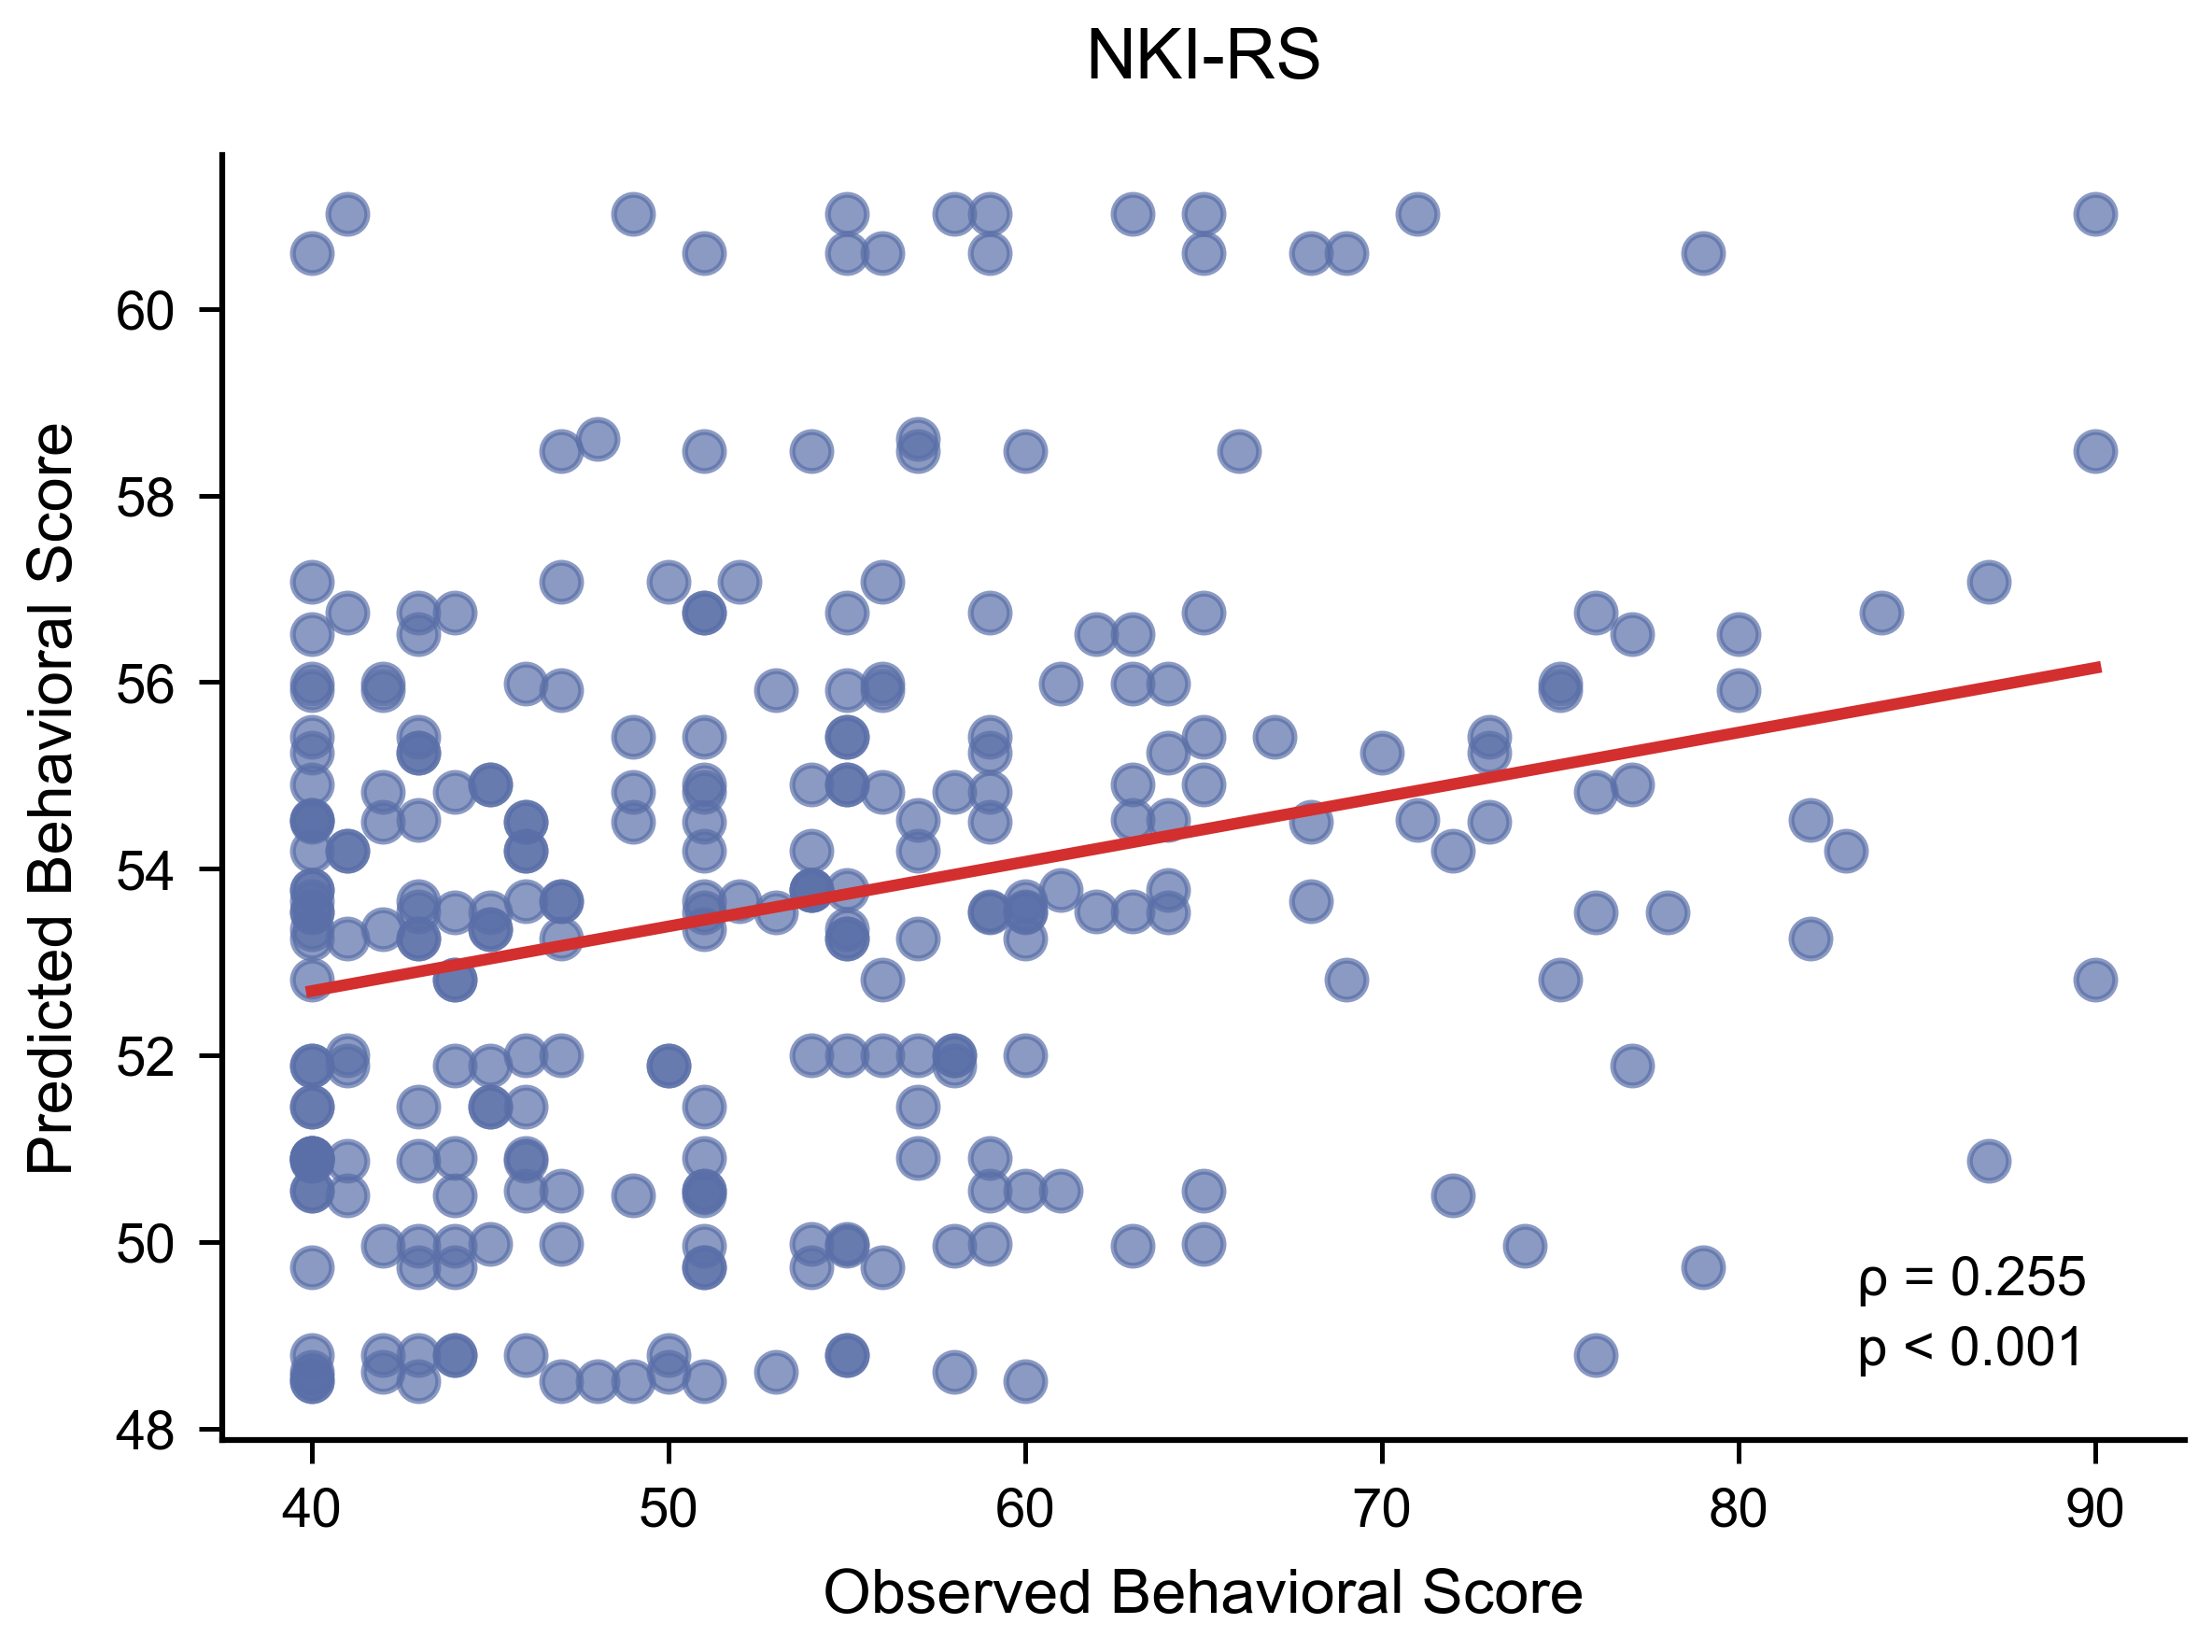 NKI-RS
Predicted Behavioral Score
60
58
56
54
52
50
48
ρ = 0.255
p < 0.001
40 50 60 70 80 90
Observed Behavioral Score